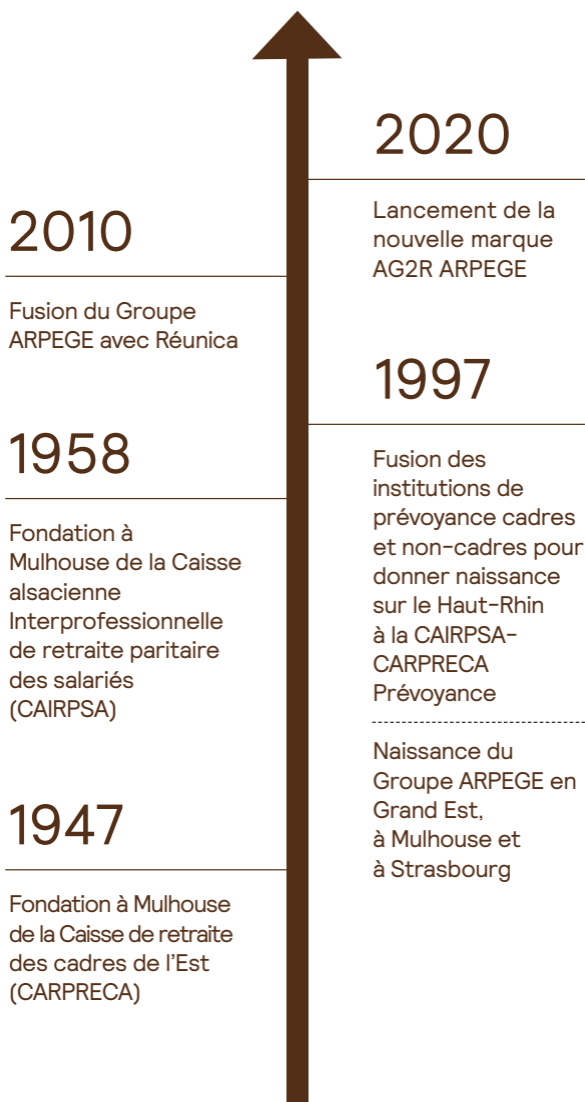 2020
Lancement de la
nouvelle marque
AG2R ARPEGE
2010
Fusion du Groupe
ARPEGE avec Réunica
1997
Fusion des
institutions de
prévoyance cadres
et non-cadres pour
donner naissance
sur le Haut-Rhin
à la CAIRPSA-
CARPRECA
Prévoyance
Naissance du
Groupe ARPEGE en
Grand Est,
à Mulhouse et
à Strasbourg
1958
Fondation à
Mulhouse de la Caisse
alsacienne
Interprofessionnelle
de retraite paritaire
des salariés
(CAIRPSA)
1947
Fondation à Mulhouse
de la Caisse de retraite
des cadres de l'Est
(CARPRECA)